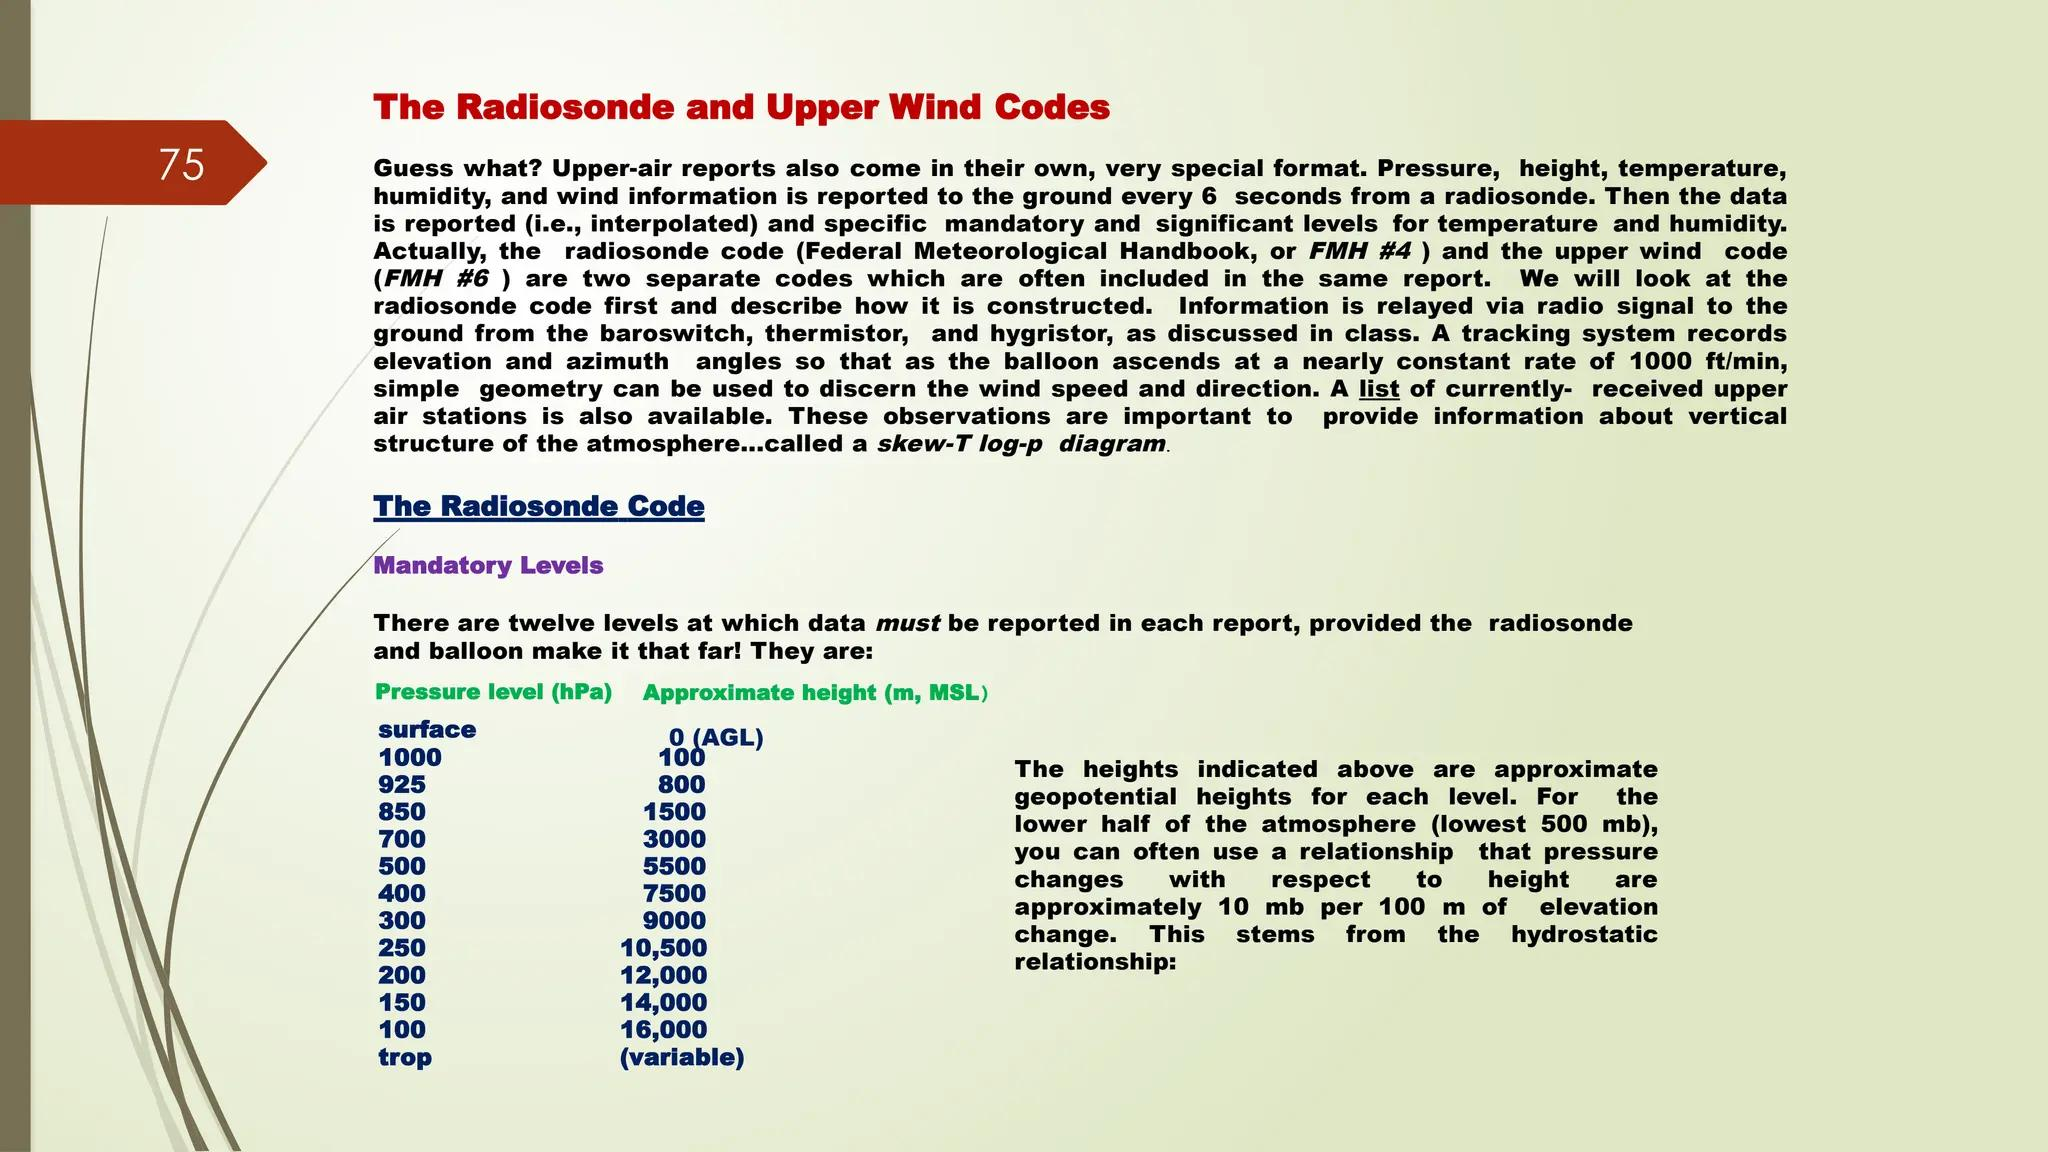 75
The Radiosonde and Upper Wind Codes
Guess what? Upper-air reports also come in their own, very special format. Pressure, height, temperature,
humidity, and wind information is reported to the ground every 6 seconds from a radiosonde. Then the data
is reported (i.e., interpolated) and specific mandatory and significant levels for temperature and humidity.
Actually, the radiosonde code (Federal Meteorological Handbook, or FMH #4 ) and the upper wind code
(FMH #6 ) are two separate codes which are often included in the same report. We will look at the
radiosonde code first and describe how it is constructed. Information is relayed via radio signal to the
ground from the baroswitch, thermistor, and hygristor, as discussed in class. A tracking system records
elevation and azimuth angles so that as the balloon ascends at a nearly constant rate of 1000 ft/min,
simple geometry can be used to discern the wind speed and direction. A list of currently- received upper
air stations is also available. These observations are important to provide information about vertical
structure of the atmosphere...called a skew-T log-p diagram.
The Radiosonde Code
Mandatory Levels
There are twelve levels at which data must be reported in each report, provided the radiosonde
and balloon make it that far! They are:
Pressure level (hPa) Approximate height (m, MSL)
surface 0 (AGL)
1000 100
925 800
850 1500
700 3000
500 5500
400 7500
300 9000
250 10,500
200 12,000
150 14,000
100 16,000
trop (variable)
The heights indicated above are approximate
geopotential heights for each level. For the
lower half of the atmosphere (lowest 500 mb),
you can often use a relationship that pressure
changes with respect to height are
approximately 10 mb per 100 m of elevation
change. This stems from the hydrostatic
relationship: